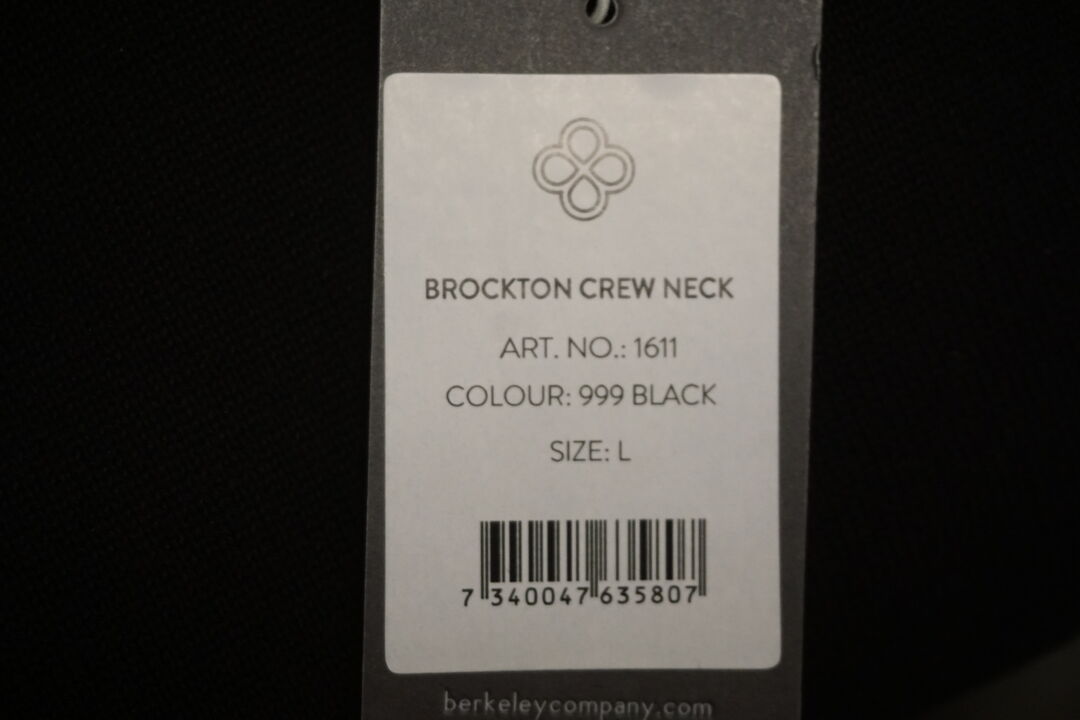 BROCKTON CREW NECK
ART. NO.: 1611
COLOUR: 999 BLACK
SIZE: L
7 340047 635807
berkeleycompany.com